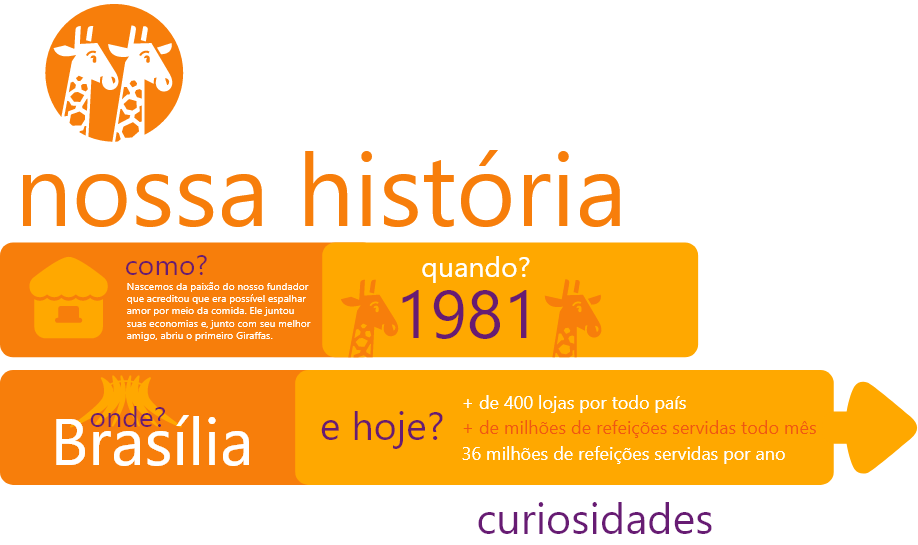 nossa história
como?
Nascemos da paixão do nosso fundador
que acreditou que era possível espalhar
amor por meio da comida. Ele juntou
suas economias e, junto com seu melhor
amigo, abriu o primeiro Giraffas.
quando?
1981
onde?
Brasília
e hoje?
+ de 400 lojas por todo país
+ de milhões de refeições servidas todo mês
36 milhões de refeições servidas por ano
curiosidades